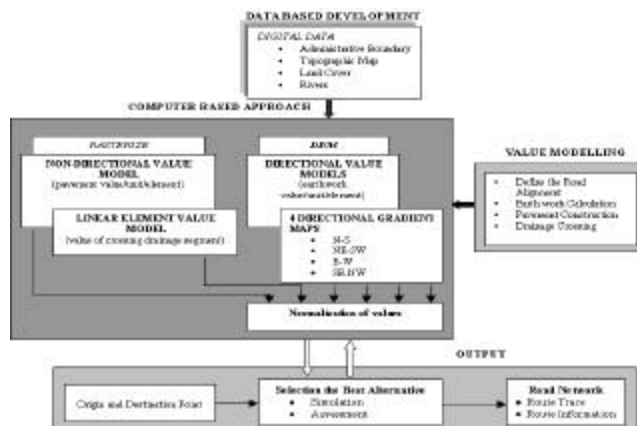 DATA BASED DEVELOPMENT
DIGITAL DATA
• Administrative Boundary
• Topographic Map
• Land Cover
• Rivers
COMPUTER BASED APPROACH
RASTERIZE
NON-DIRECTIONAL VALUE
MODEL
(pavement value/unit/element)
LINEAR ELEMENT VALUE
MODEL
(value of crossing drainage segment)
DEM
DIRECTIONAL VALUE
MODELS
(earthwork
value/unit/element)
4 DIRECTIONAL GRADIENT
MAPS
• N-S
• NE-SW
• E-W
• SE-NW
Normalization of values
VALUE MODELLING
• Define the Road
Alignment
• Earthwork Calculation
• Pavement Construction
• Drainage Crossing
OUTPUT
Origin and Destination Point
Selection the Best Alternative
• Simulation
• Assessment
Road Network
• Route Trace
• Route Information